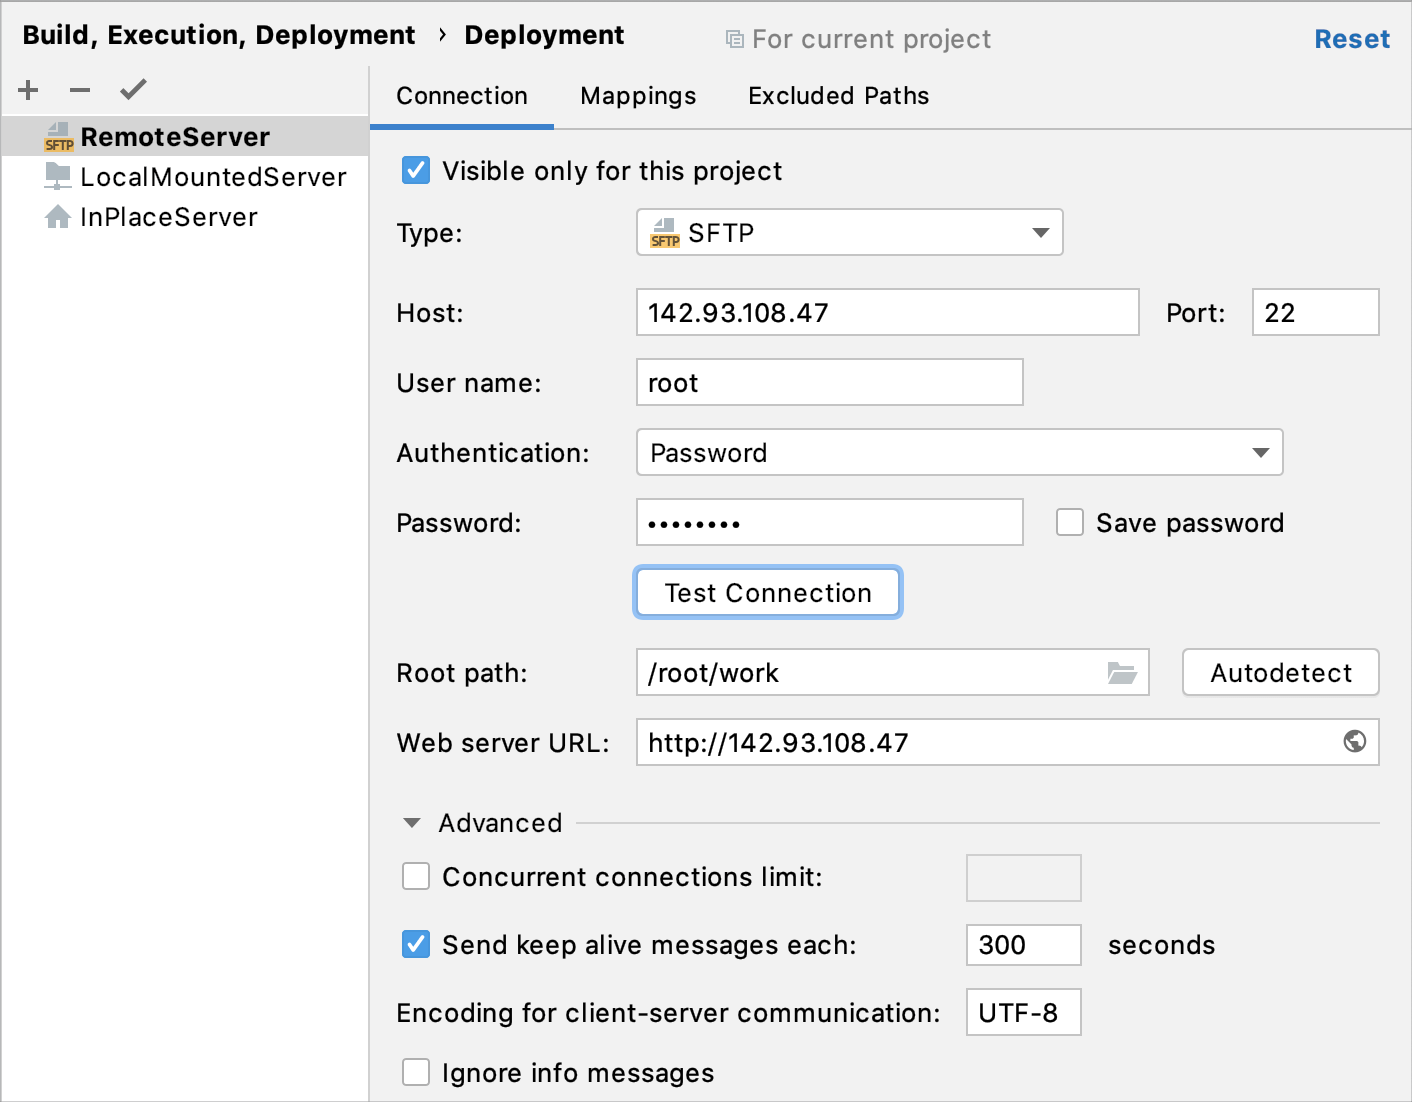 Build, Execution, Deployment › Deployment
For current project
Reset
SFTP RemoteServer
LocalMountedServer
InPlaceServer
Connection Mappings Excluded Paths
Visible only for this project
Type: SFTP SFTP
Host: 142.93.108.47 Port: 22
User name: root
Authentication: Password
Password: •••••••• Save password
Test Connection
Root path: /root/work Autodetect
Web server URL: http://142.93.108.47
Advanced
Concurrent connections limit:
Send keep alive messages each: 300 seconds
Encoding for client-server communication: UTF-8
Ignore info messages